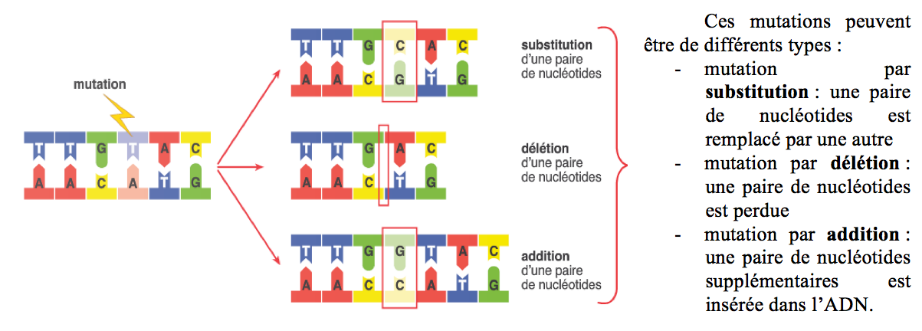 mutation
T T G T A C
A A C A T G
T T G C A C
A A C G T G
substitution
d'une paire
de nucléotides
T T G A C
A A C T G
délétion
d'une paire
de nucléotides
T T G G T A C
A A C C A T G
addition
d'une paire
de nucléotides
Ces mutations peuvent
être de différents types :
- mutation par
substitution : une paire
de nucléotides est
remplacé par une autre
- mutation par délétion :
une paire de nucléotides
est perdue
- mutation par addition :
une paire de nucléotides
supplémentaires est
insérée dans l'ADN.